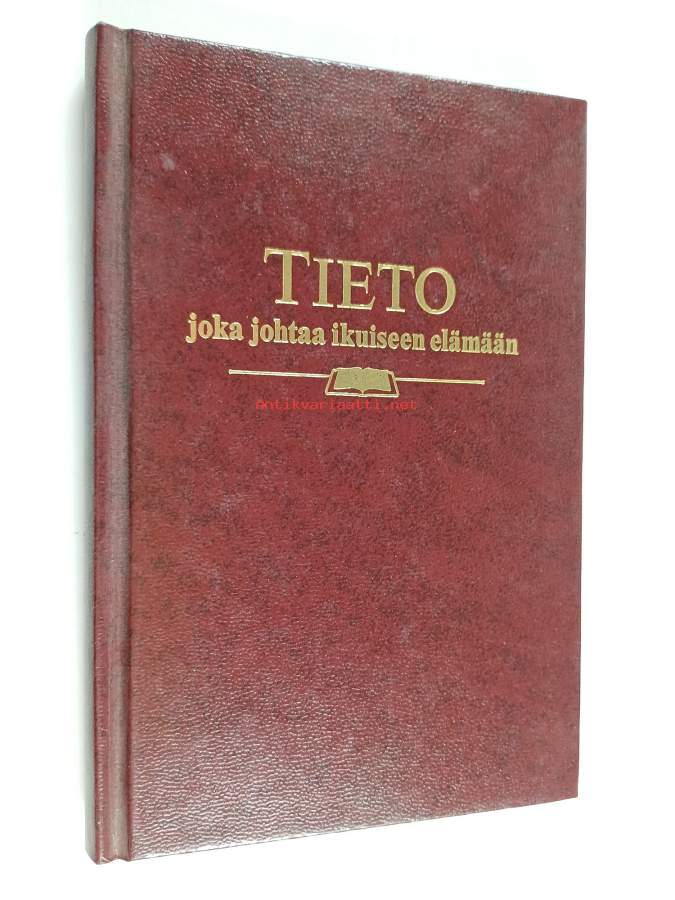 TIETO
joka johtaa ikuiseen elämään
Antikvariaatti.net